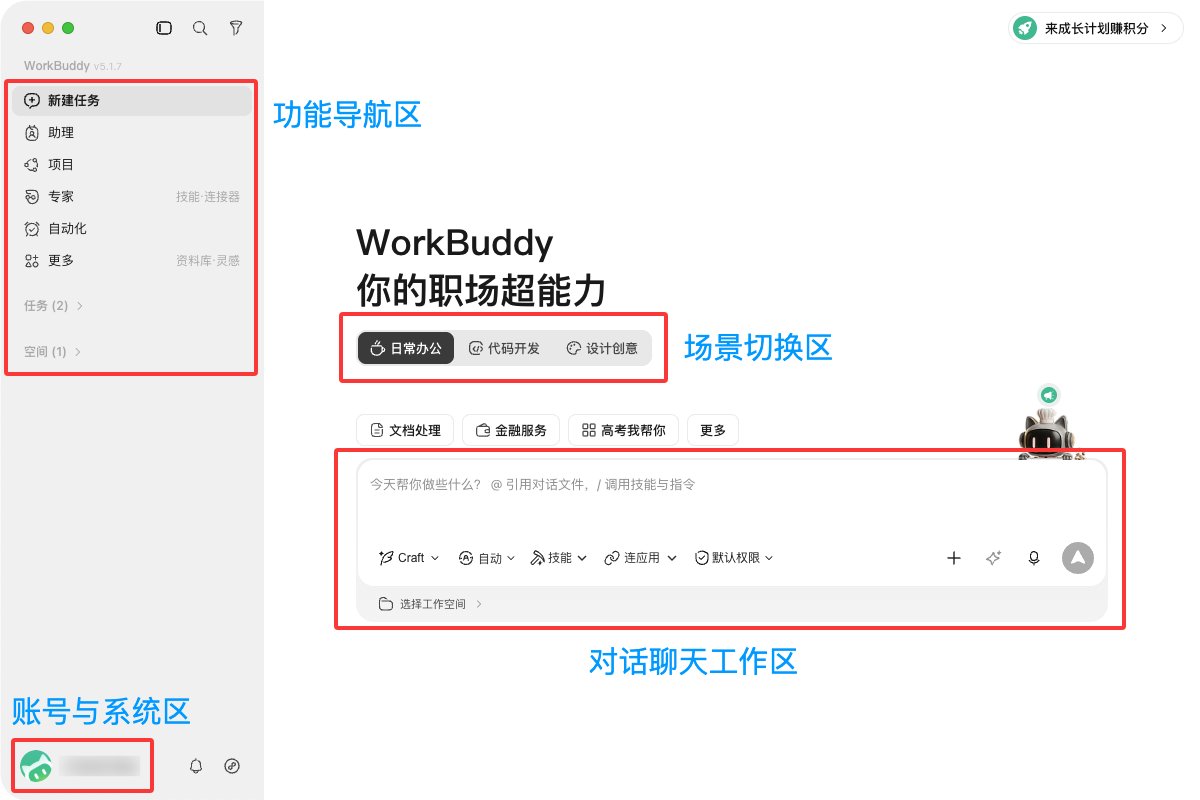 来成长计划赚积分
WorkBuddy v5.1.7
新建任务
助理
项目
专家 技能·连接器
自动化
更多 资料库·灵感
任务 (2)
空间 (1)
功能导航区
WorkBuddy
你的职场超能力
日常办公 代码开发 设计创意
场景切换区
文档处理 金融服务 高考我帮你 更多
今天帮你做些什么? @ 引用对话文件, / 调用技能与指令
Craft 自动 技能 连应用 默认权限
选择工作空间
对话聊天工作区
账号与系统区